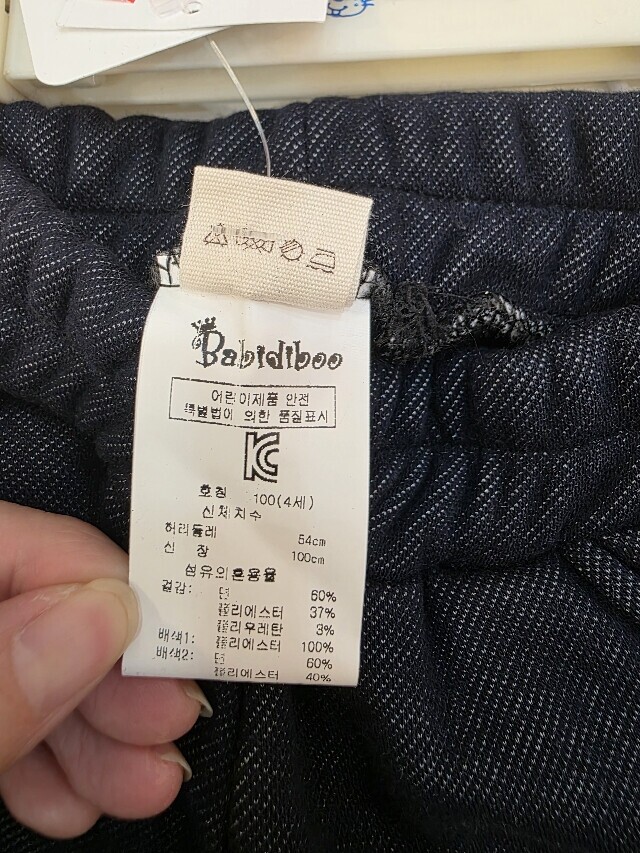 Babidiboo
어린이제품 안전
특별법에 의한 품질표시
호칭 100(4세)
신체치수
허리둘레 54cm
신 장 100cm
섬유의혼용율
겉감: 면 60%
폴리에스터 37%
폴리우레탄 3%
배색1: 폴리에스터 100%
배색2: 면 60%
폴리에스터 40%